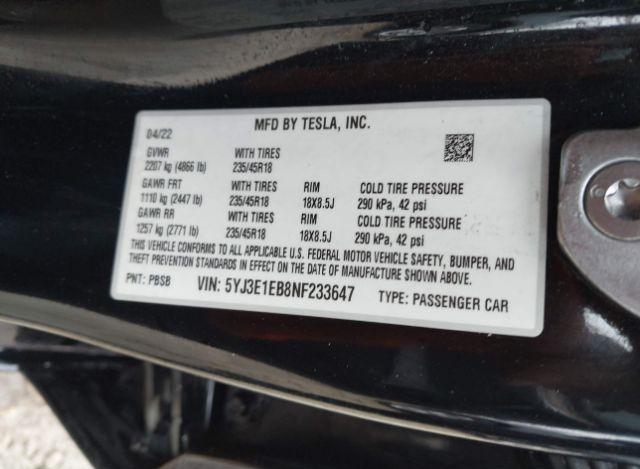 MFD BY TESLA, INC.
04/22
GVWR WITH TIRES
2207 kg (4866 lb) 235/45R18
GAWR FRT WITH TIRES RIM COLD TIRE PRESSURE
1110 kg (2447 lb) 235/45R18 18X8.5J 290 kPa, 42 psi
GAWR RR WITH TIRES RIM COLD TIRE PRESSURE
1257 kg (2771 lb) 235/45R18 18X8.5J 290 kPa, 42 psi
THIS VEHICLE CONFORMS TO ALL APPLICABLE U.S. FEDERAL MOTOR VEHICLE SAFETY, BUMPER, AND
THEFT PREVENTION STANDARDS IN EFFECT ON THE DATE OF MANUFACTURE SHOWN ABOVE.
PNT: PBSB VIN: 5YJ3E1EB8NF233647 TYPE: PASSENGER CAR